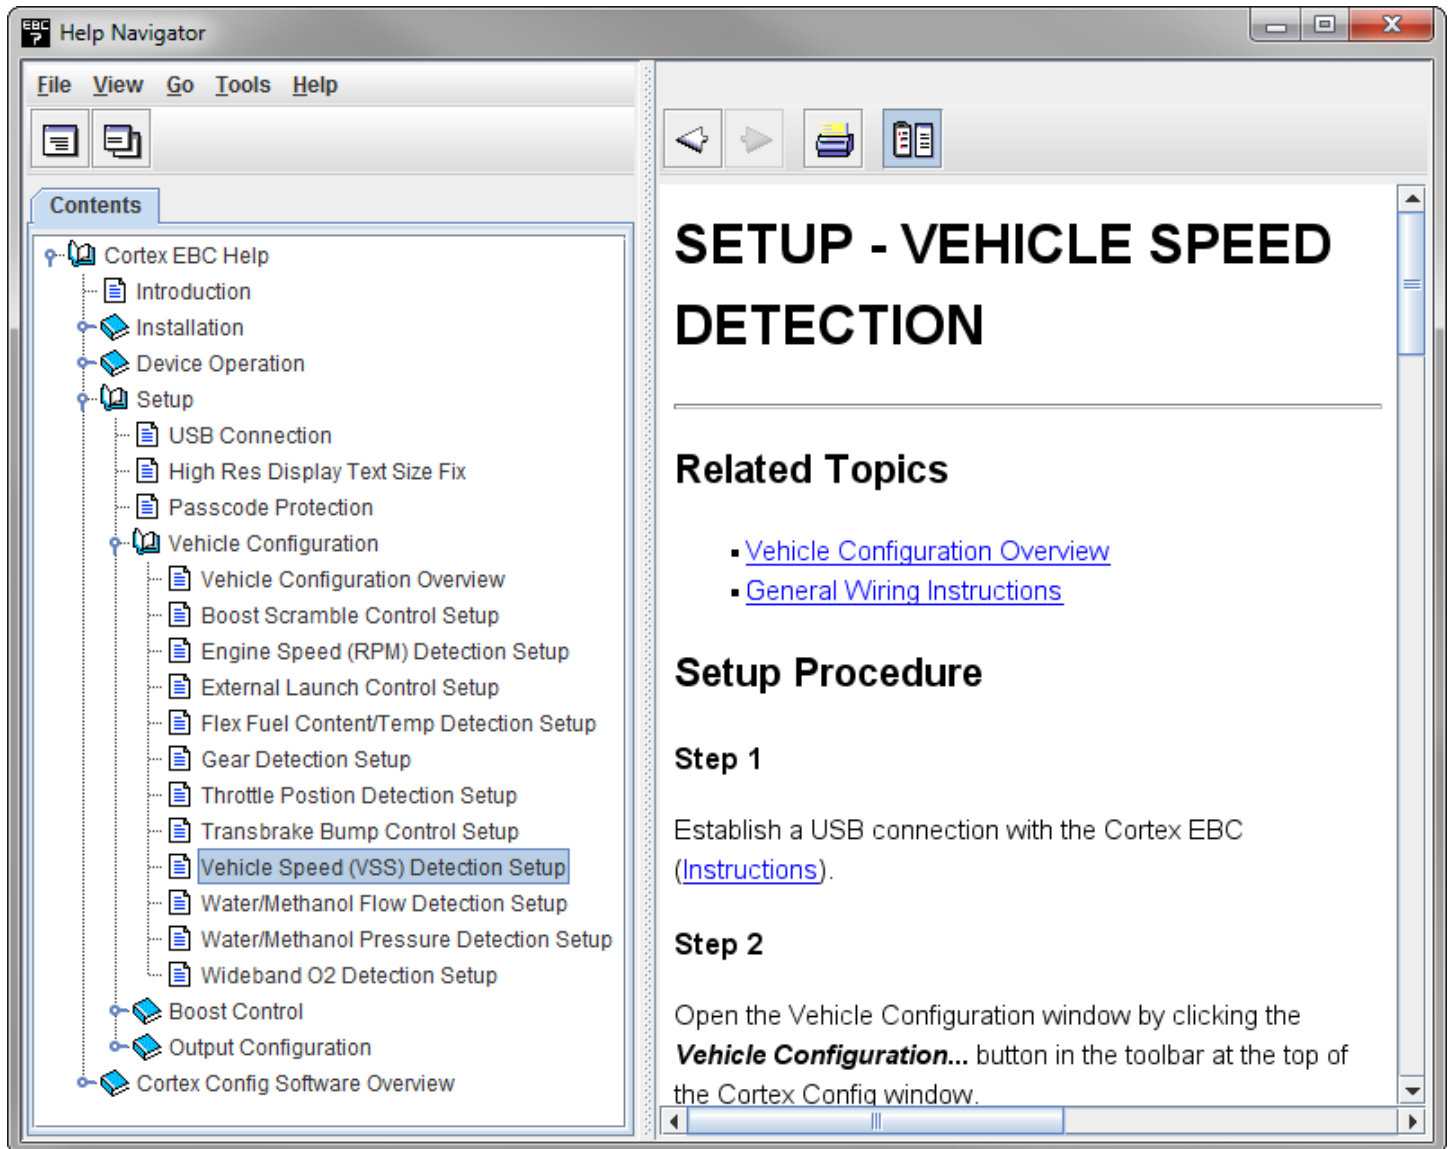 EBC
?
Help Navigator
File View Go Tools Help
Contents
Cortex EBC Help
Introduction
Installation
Device Operation
Setup
USB Connection
High Res Display Text Size Fix
Passcode Protection
Vehicle Configuration
Vehicle Configuration Overview
Boost Scramble Control Setup
Engine Speed (RPM) Detection Setup
External Launch Control Setup
Flex Fuel Content/Temp Detection Setup
Gear Detection Setup
Throttle Postion Detection Setup
Transbrake Bump Control Setup
Vehicle Speed (VSS) Detection Setup
Water/Methanol Flow Detection Setup
Water/Methanol Pressure Detection Setup
Wideband O2 Detection Setup
Boost Control
Output Configuration
Cortex Config Software Overview
SETUP - VEHICLE SPEED
DETECTION
Related Topics
Vehicle Configuration Overview
General Wiring Instructions
Setup Procedure
Step 1
Establish a USB connection with the Cortex EBC
(Instructions).
Step 2
Open the Vehicle Configuration window by clicking the
Vehicle Configuration... button in the toolbar at the top of
the Cortex Config window.